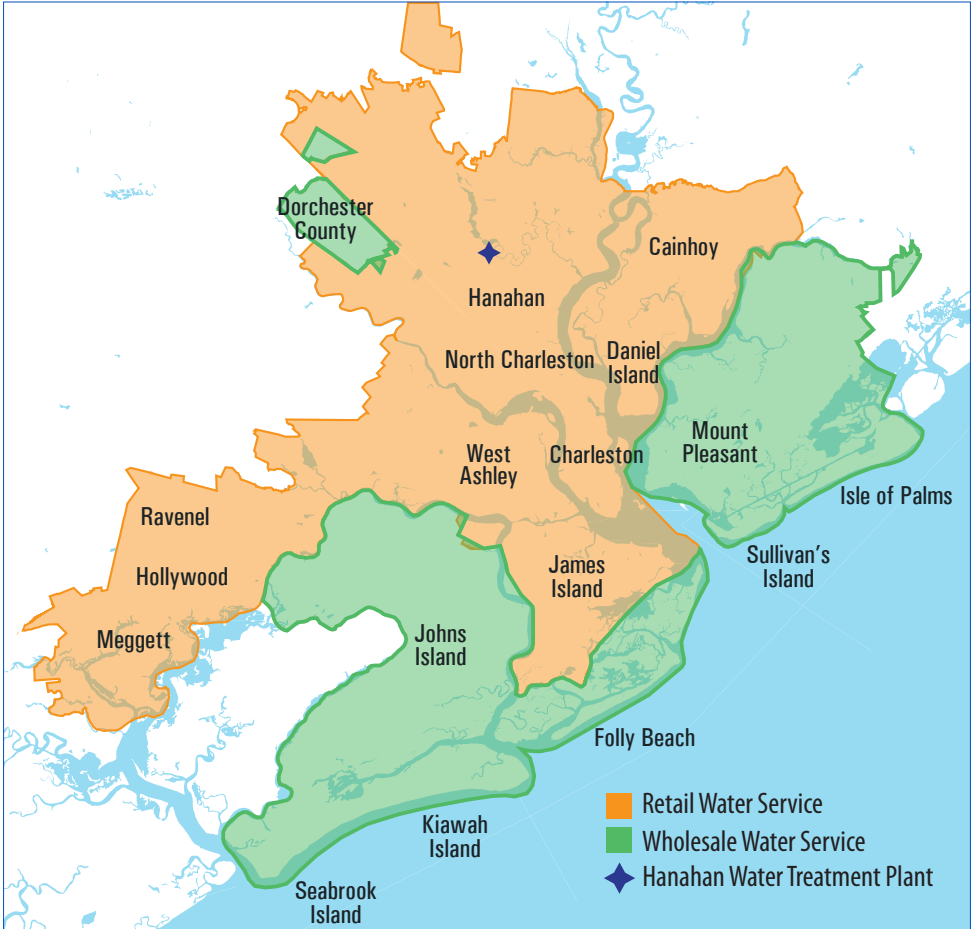 Dorchester
County
Cainhoy
Hanahan
North Charleston
Daniel
Island
West
Ashley
Charleston
Mount
Pleasant
Isle of Palms
Ravenel
Sullivan's
Island
Hollywood
James
Island
Meggett
Johns
Island
Folly Beach
Kiawah
Island
Seabrook
Island
Retail Water Service
Wholesale Water Service
Hanahan Water Treatment Plant